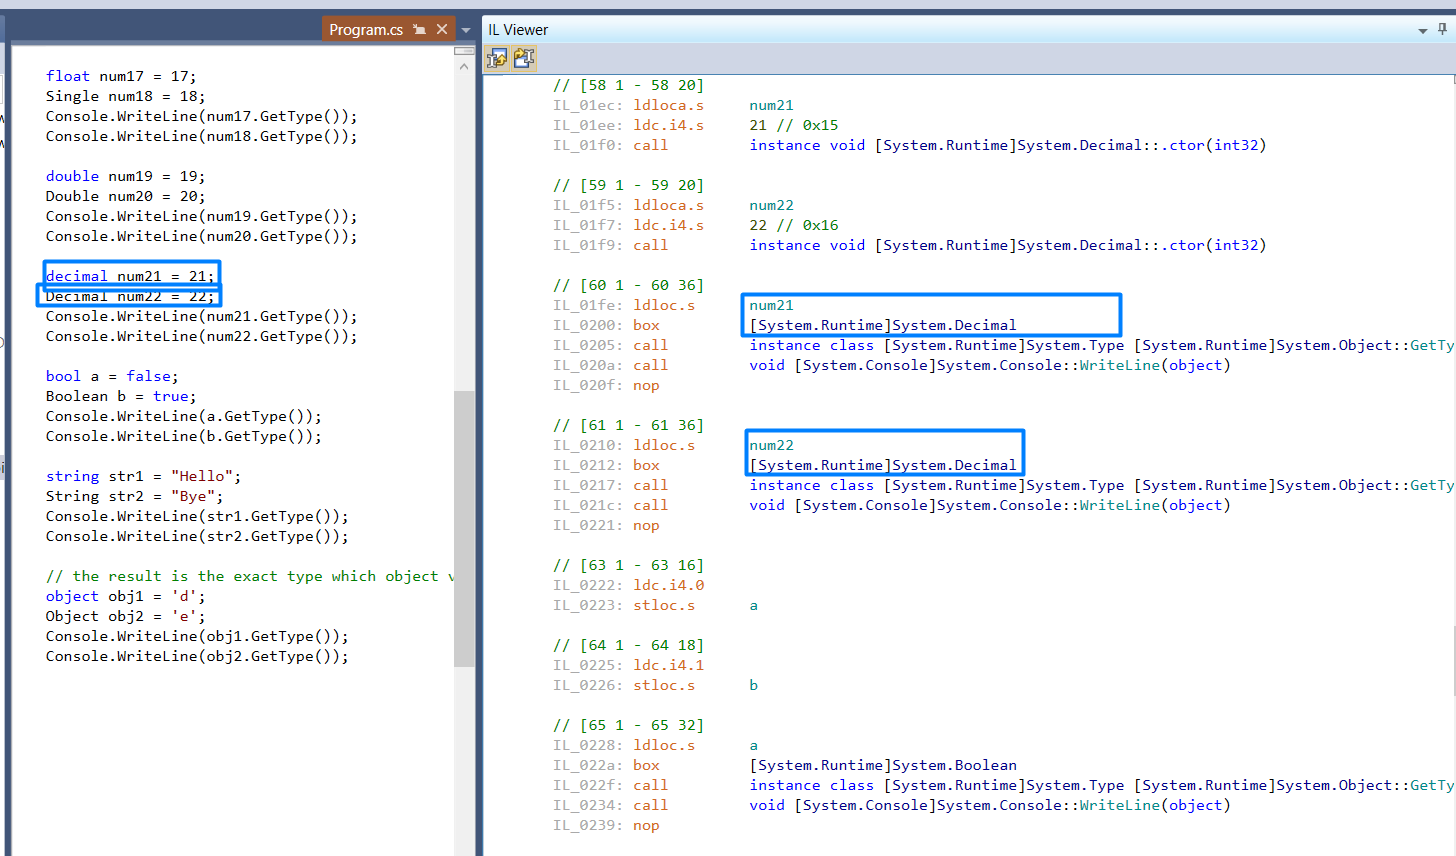 Program.cs
float num17 = 17;
Single num18 = 18;
Console.WriteLine(num17.GetType());
Console.WriteLine(num18.GetType());
double num19 = 19;
Double num20 = 20;
Console.WriteLine(num19.GetType());
Console.WriteLine(num20.GetType());
decimal num21 = 21;
Decimal num22 = 22;
Console.WriteLine(num21.GetType());
Console.WriteLine(num22.GetType());
bool a = false;
Boolean b = true;
Console.WriteLine(a.GetType());
Console.WriteLine(b.GetType());
string str1 = "Hello";
String str2 = "Bye";
Console.WriteLine(str1.GetType());
Console.WriteLine(str2.GetType());
// the result is the exact type which object v
object obj1 = 'd';
Object obj2 = 'e';
Console.WriteLine(obj1.GetType());
Console.WriteLine(obj2.GetType());
IL Viewer
// [58 1 - 58 20]
IL_01ec: ldloca.s num21
IL_01ee: ldc.i4.s 21 // 0x15
IL_01f0: call instance void [System.Runtime]System.Decimal::.ctor(int32)
// [59 1 - 59 20]
IL_01f5: ldloca.s num22
IL_01f7: ldc.i4.s 22 // 0x16
IL_01f9: call instance void [System.Runtime]System.Decimal::.ctor(int32)
// [60 1 - 60 36]
IL_01fe: ldloc.s num21
IL_0200: box [System.Runtime]System.Decimal
IL_0205: call instance class [System.Runtime]System.Type [System.Runtime]System.Object::GetTy
IL_020a: call void [System.Console]System.Console::WriteLine(object)
IL_020f: nop
// [61 1 - 61 36]
IL_0210: ldloc.s num22
IL_0212: box [System.Runtime]System.Decimal
IL_0217: call instance class [System.Runtime]System.Type [System.Runtime]System.Object::GetTy
IL_021c: call void [System.Console]System.Console::WriteLine(object)
IL_0221: nop
// [63 1 - 63 16]
IL_0222: ldc.i4.0
IL_0223: stloc.s a
// [64 1 - 64 18]
IL_0225: ldc.i4.1
IL_0226: stloc.s b
// [65 1 - 65 32]
IL_0228: ldloc.s a
IL_022a: box [System.Runtime]System.Boolean
IL_022f: call instance class [System.Runtime]System.Type [System.Runtime]System.Object::GetTy
IL_0234: call void [System.Console]System.Console::WriteLine(object)
IL_0239: nop